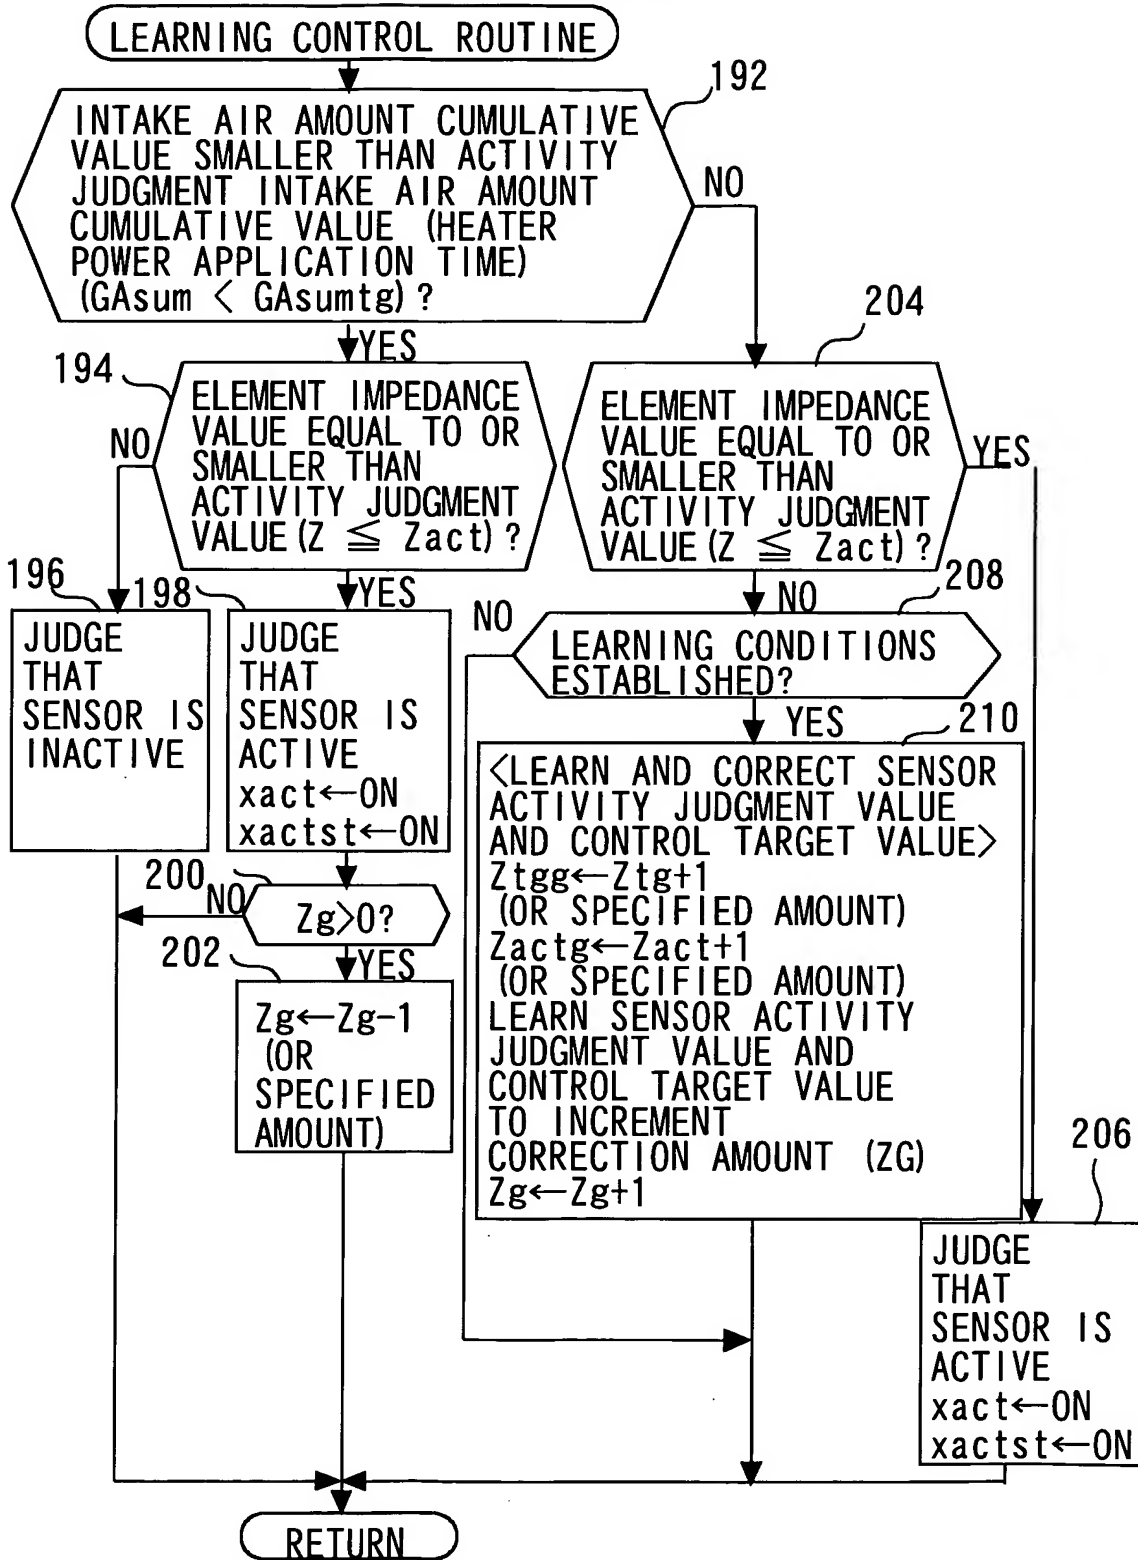 LEARNING CONTROL ROUTINE
192
INTAKE AIR AMOUNT CUMULATIVE
VALUE SMALLER THAN ACTIVITY
JUDGMENT INTAKE AIR AMOUNT
CUMULATIVE VALUE (HEATER
POWER APPLICATION TIME)
(GAsum < GAsumtg)?
NO
YES
194
ELEMENT IMPEDANCE
VALUE EQUAL TO OR
SMALLER THAN
ACTIVITY JUDGMENT
VALUE(Z ≦ Zact)?
NO
YES
204
ELEMENT IMPEDANCE
VALUE EQUAL TO OR
SMALLER THAN
ACTIVITY JUDGMENT
VALUE(Z ≦ Zact)?
YES
NO
196
JUDGE
THAT
SENSOR IS
INACTIVE
198
JUDGE
THAT
SENSOR IS
ACTIVE
xact←ON
xactst←ON
208
NO
LEARNING CONDITIONS
ESTABLISHED?
YES
200
NO
Zg>0?
YES
202
Zg←Zg-1
(OR
SPECIFIED
AMOUNT)
210
<LEARN AND CORRECT SENSOR
ACTIVITY JUDGMENT VALUE
AND CONTROL TARGET VALUE>
Ztgg←Ztg+1
(OR SPECIFIED AMOUNT)
Zactg←Zact+1
(OR SPECIFIED AMOUNT)
LEARN SENSOR ACTIVITY
JUDGMENT VALUE AND
CONTROL TARGET VALUE
TO INCREMENT
CORRECTION AMOUNT (ZG)
Zg←Zg+1
206
JUDGE
THAT
SENSOR IS
ACTIVE
xact←ON
xactst←ON
RETURN